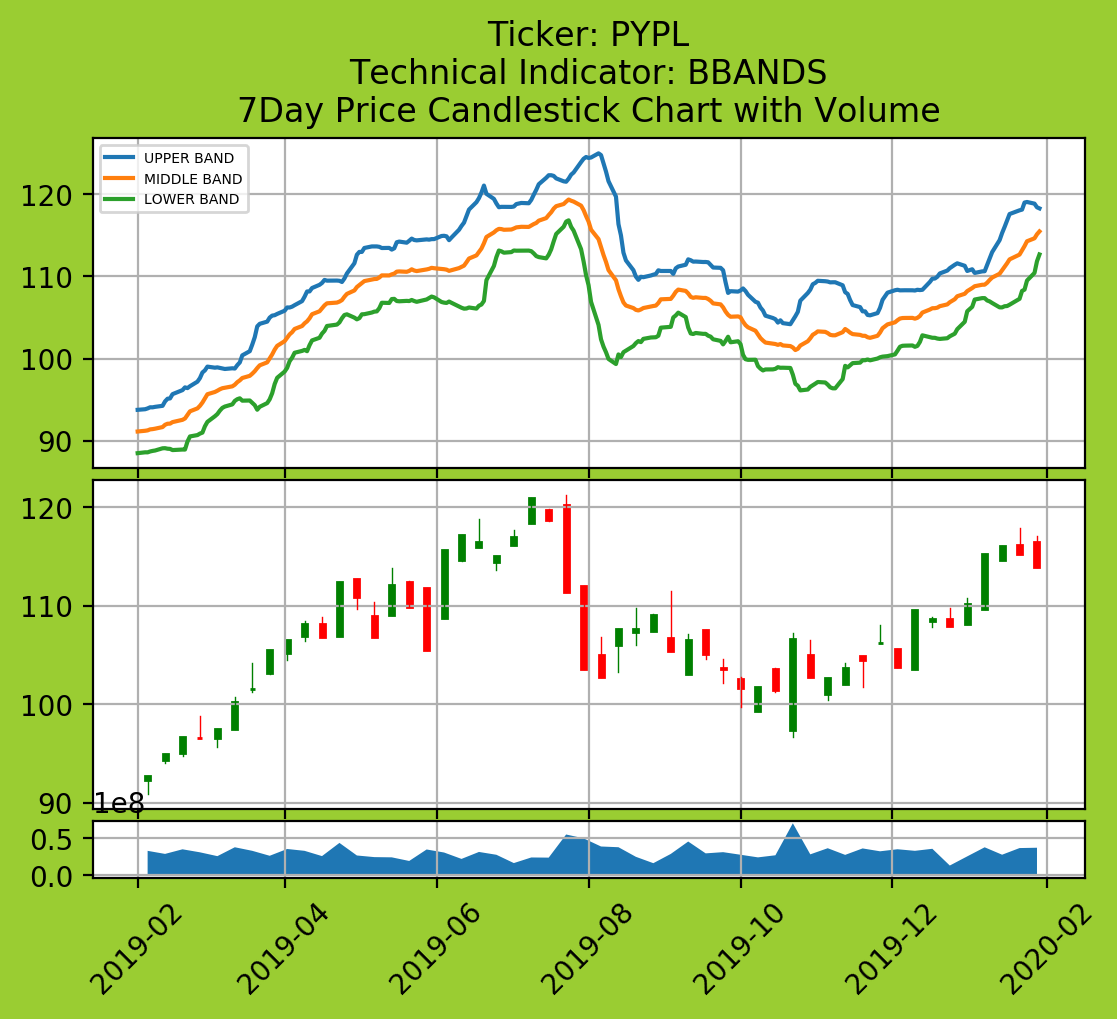 Ticker: PYPL
Technical Indicator: BBANDS
7Day Price Candlestick Chart with Volume
UPPER BAND
MIDDLE BAND
LOWER BAND
120
110
100
90
120
110
100
90
1e8
0.5
0.0
2019-02
2019-04
2019-06
2019-08
2019-10
2019-12
2020-02